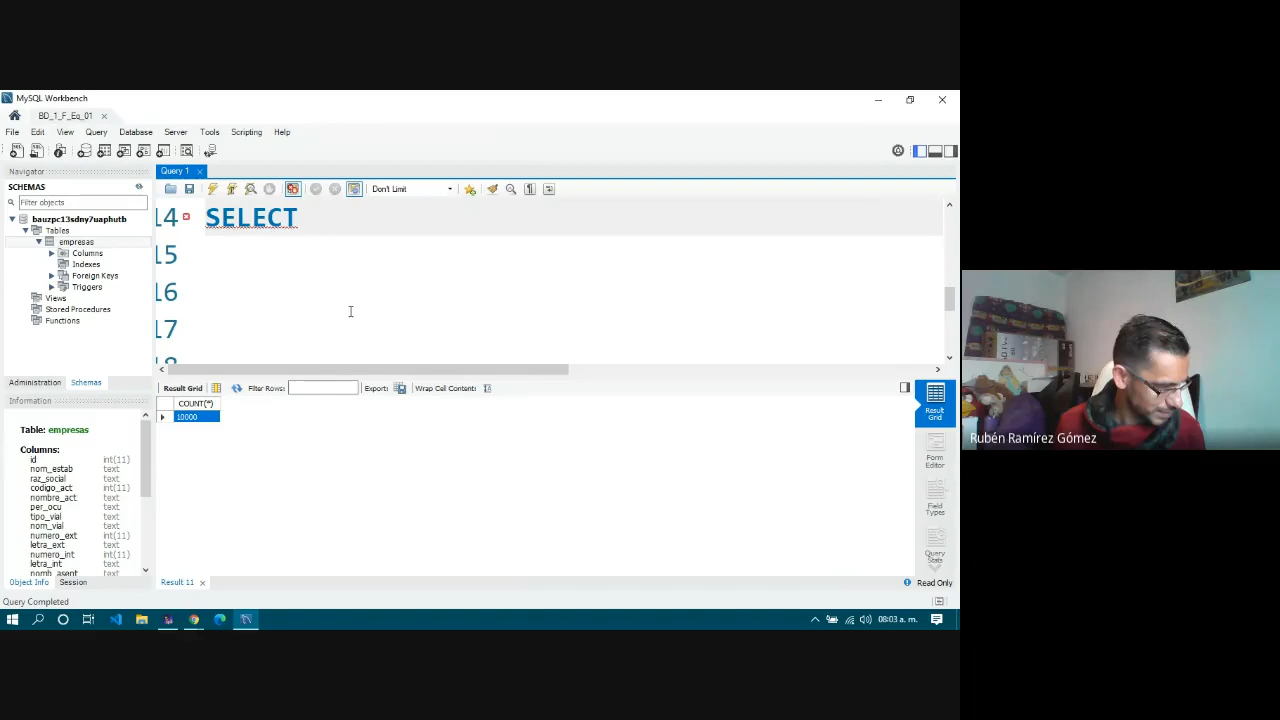 MySQL Workbench
BD_1_F_Eq_01
File Edit View Query Database Server Tools Scripting Help
Navigator
SCHEMAS
Filter objects
bauzpc13sdny7uaphutb
Tables
empresas
Columns
Indexes
Foreign Keys
Triggers
Views
Stored Procedures
Functions
Administration Schemas
Information
Table: empresas
Columns:
id int(11)
nom_estab text
raz_social text
codigo_act int(11)
nombre_act text
per_ocu text
tipo_vial text
nom_vial text
numero_ext int(11)
letra_ext text
numero_int int(11)
letra_int text
nomb_asent text
Object Info Session
Query Completed
Query 1
Don't Limit
14 SELECT
15
16
17
18
Result Grid Filter Rows: Export: Wrap Cell Content:
COUNT(*)
10000
Result Grid
Form Editor
Field Types
Query Stats
Result 11
Read Only
08:03 a. m.
Rubén Ramírez Gómez